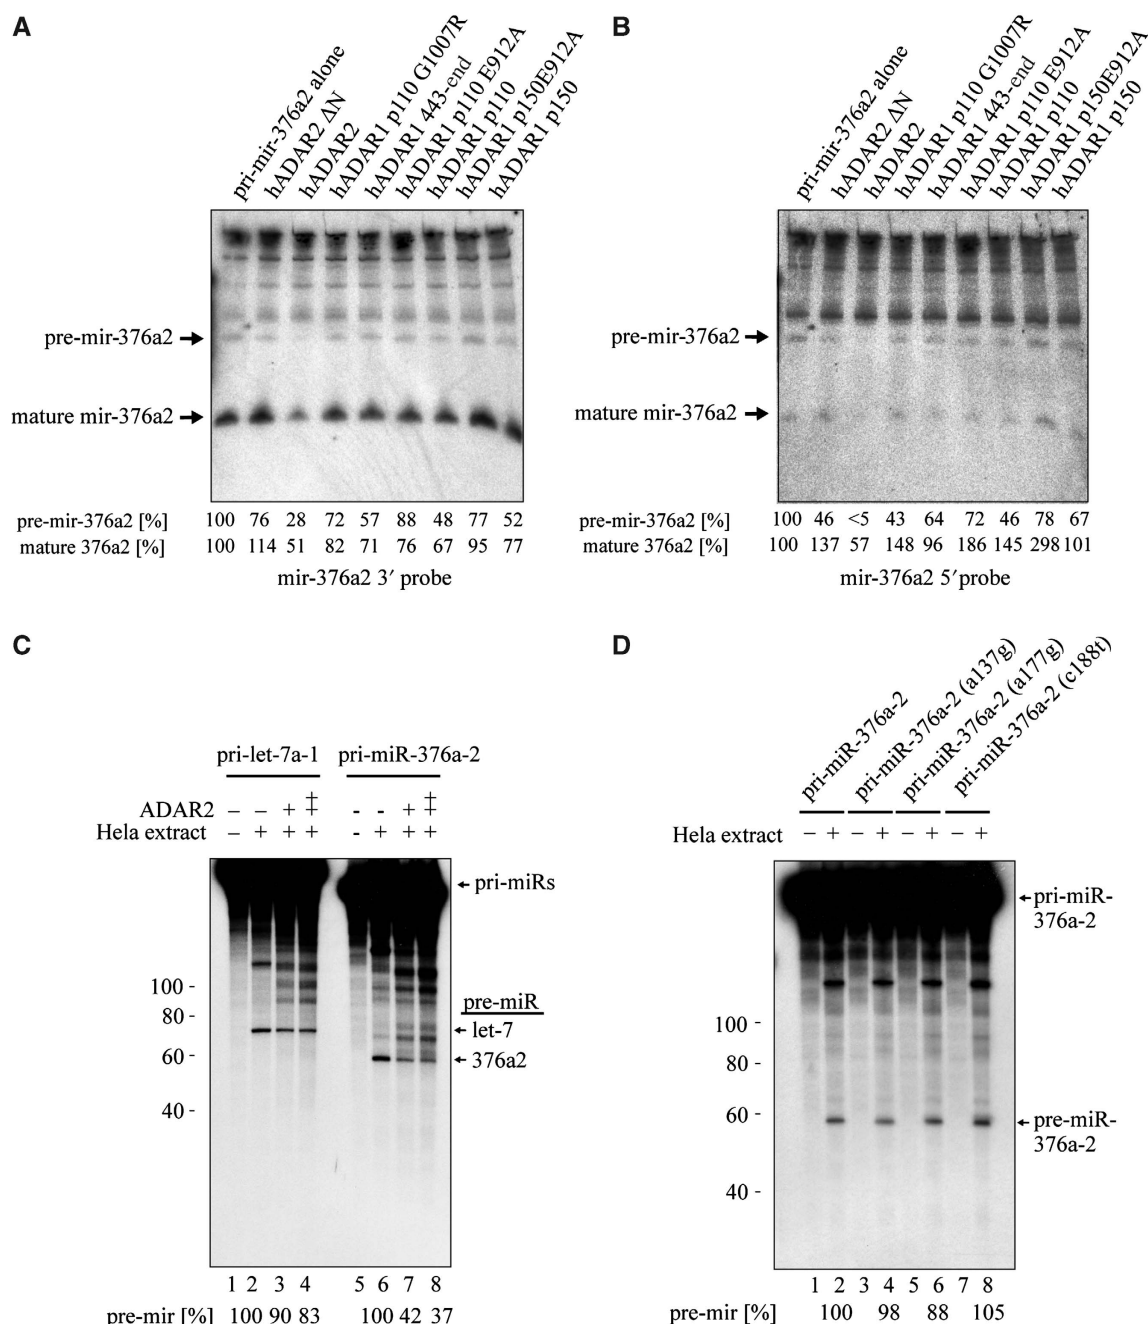 A
pri-mir-376a2 alone
hADAR2 ΔN
hADAR2
hADAR1 p110 G1007R
hADAR1 443-end
hADAR1 p110 E912A
hADAR1 p110
hADAR1 p150E912A
hADAR1 p150
pre-mir-376a2
mature mir-376a2
pre-mir-376a2 [%] 100 76 28 72 57 88 48 77 52
mature 376a2 [%] 100 114 51 82 71 76 67 95 77
mir-376a2 3′ probe
B
pri-mir-376a2 alone
hADAR2 ΔN
hADAR2
hADAR1 p110 G1007R
hADAR1 443-end
hADAR1 p110 E912A
hADAR1 p110
hADAR1 p150E912A
hADAR1 p150
pre-mir-376a2
mature mir-376a2
pre-mir-376a2 [%] 100 46 <5 43 64 72 46 78 67
mature 376a2 [%] 100 137 57 148 96 186 145 298 101
mir-376a2 5′probe
C
pri-let-7a-1 pri-miR-376a-2
ADAR2 – – + ‡ - - + ‡
Hela extract – + + + - + + +
pri-miRs
100 -
80 -
60 -
40 -
pre-miR
let-7
376a2
1 2 3 4 5 6 7 8
pre-mir [%] 100 90 83 100 42 37
D
pri-miR-376a-2
pri-miR-376a-2 (a137g)
pri-miR-376a-2 (a177g)
pri-miR-376a-2 (c188t)
Hela extract – + – + – + – +
pri-miR-
376a-2
100 -
80 -
60 -
40 -
pre-miR-
376a-2
1 2 3 4 5 6 7 8
pre-mir [%] 100 98 88 105